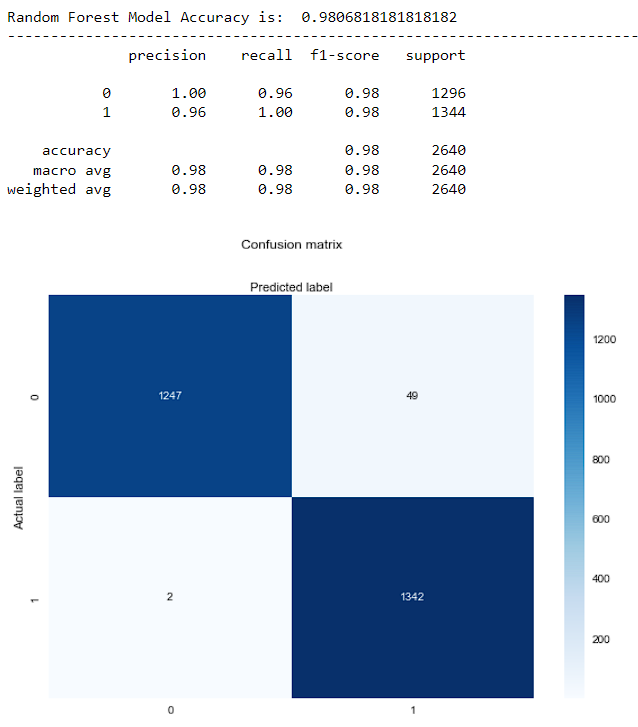 Random Forest Model Accuracy is:  0.9806818181818182
--------------------------------------------------------------------------------
precision    recall  f1-score   support
0       1.00      0.96      0.98      1296
1       0.96      1.00      0.98      1344
accuracy                           0.98      2640
macro avg       0.98      0.98      0.98      2640
weighted avg       0.98      0.98      0.98      2640
Confusion matrix
Predicted label
1200
1000
800
600
400
200
Actual label
0
1247
49
1
2
1342
0
1